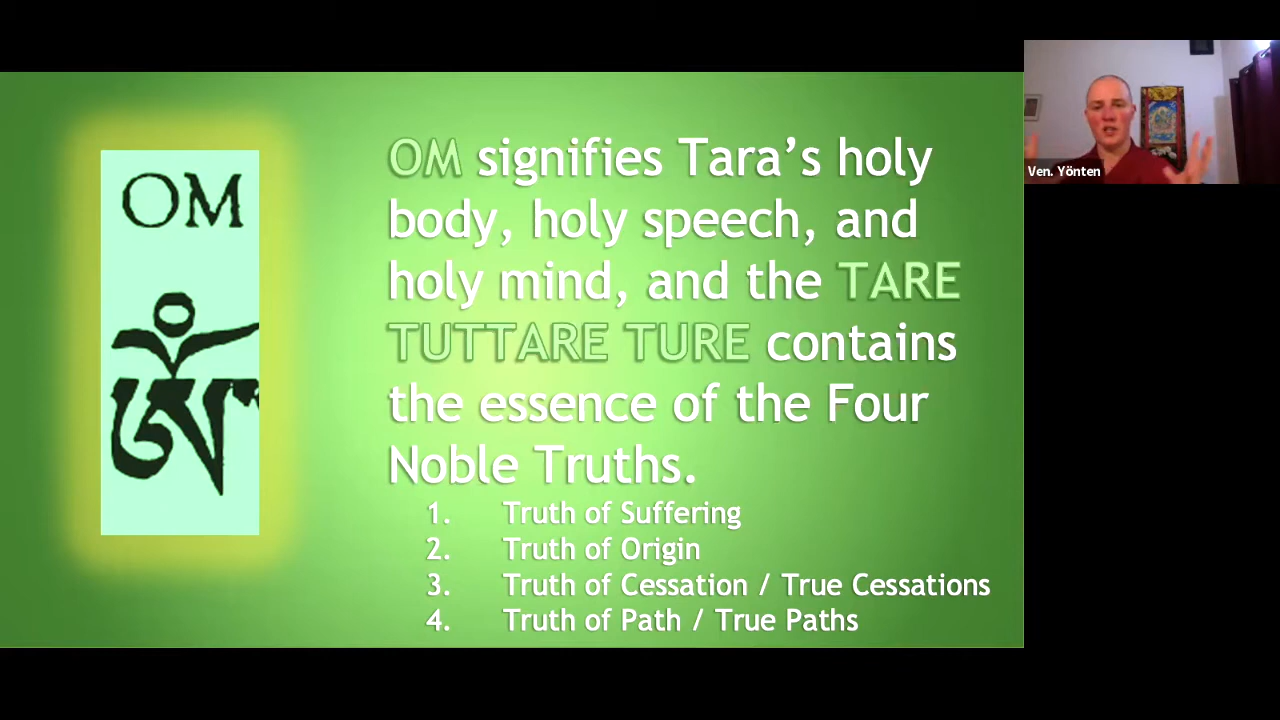 OM
ཨོཾ
OM signifies Tara’s holy
body, holy speech, and
holy mind, and the TARE
TUTTARE TURE contains
the essence of the Four
Noble Truths.
1. Truth of Suffering
2. Truth of Origin
3. Truth of Cessation / True Cessations
4. Truth of Path / True Paths
Ven. Yönten